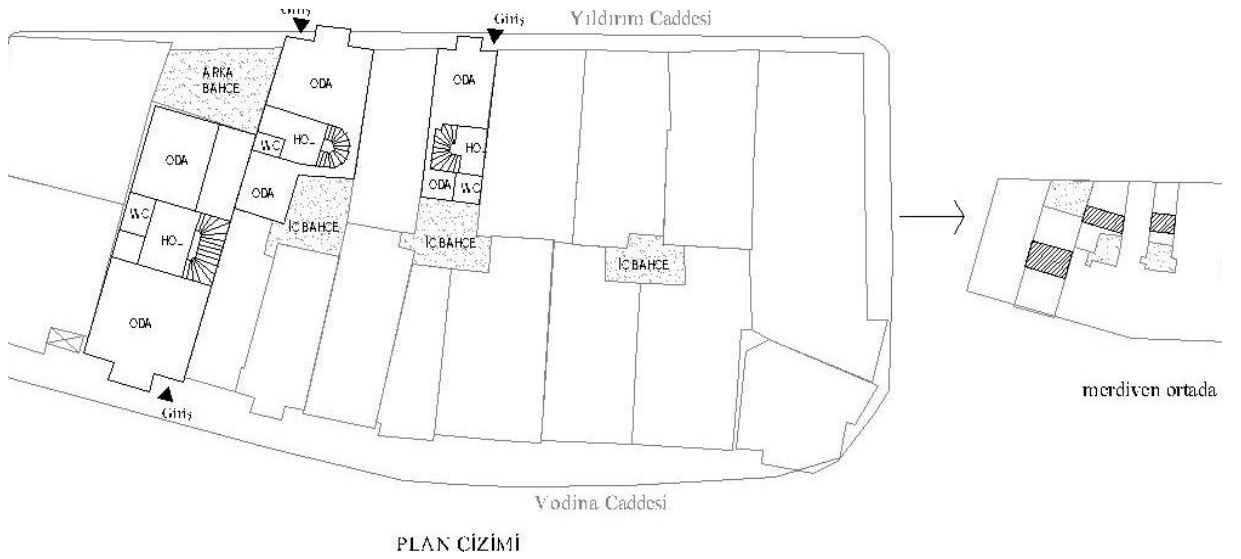 Giriş
Giriş
Yıldırım Caddesi
ARKA
BAHÇE
ODA
ODA
WC
HOL
HOL
ODA
ODA
WC
ODA
WC
HOL
İÇ BAHÇE
İÇ BAHÇE
İÇ BAHÇE
ODA
Giriş
merdiven ortada
Vodina Caddesi
PLAN ÇİZİMİ